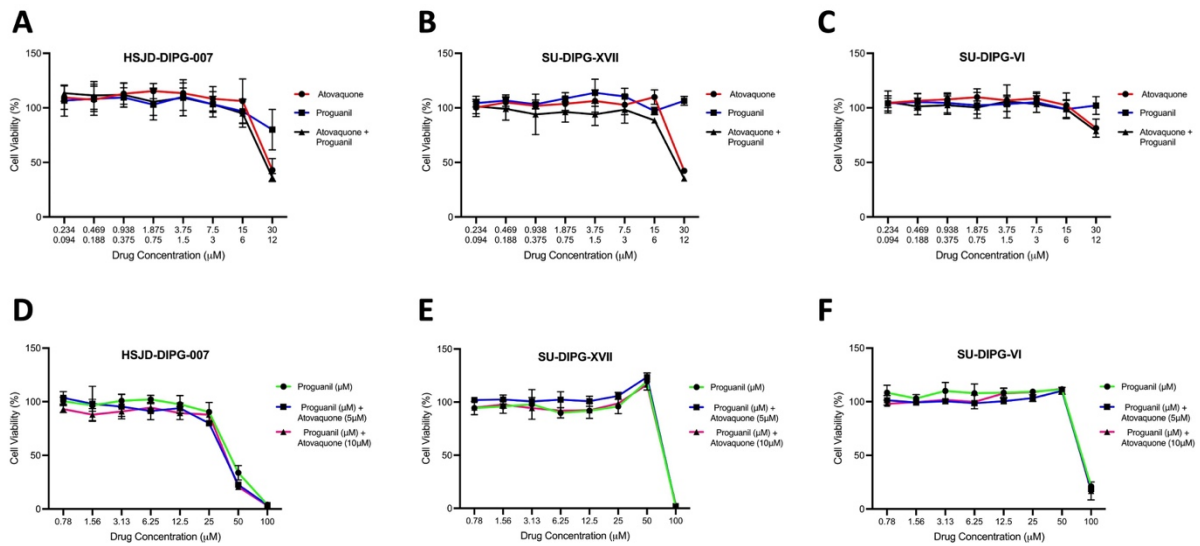 A
HSJD-DIPG-007
Cell Viability (%)
150
100
50
0
0.234 0.469 0.938 1.875 3.75 7.5 15 30
0.094 0.188 0.375 0.75 1.5 3 6 12
Drug Concentration (μM)
Atovaquone
Proguanil
Atovaquone +
Proguanil
B
SU-DIPG-XVII
Cell Viability (%)
150
100
50
0
0.234 0.469 0.938 1.875 3.75 7.5 15 30
0.094 0.188 0.375 0.75 1.5 3 6 12
Drug Concentration (μM)
Atovaquone
Proguanil
Atovaquone +
Proguanil
C
SU-DIPG-VI
Cell Viability (%)
150
100
50
0
0.234 0.469 0.938 1.875 3.75 7.5 15 30
0.094 0.188 0.375 0.75 1.5 3 6 12
Drug Concentration (μM)
Atovaquone
Proguanil
Atovaquone +
Proguanil
D
HSJD-DIPG-007
Cell Viability (%)
150
100
50
0
0.78 1.56 3.13 6.25 12.5 25 50 100
Drug Concentration (μM)
Proguanil (μM)
Proguanil (μM) +
Atovaquone (5μM)
Proguanil (μM) +
Atovaquone (10μM)
E
SU-DIPG-XVII
Cell Viability (%)
150
100
50
0
0.78 1.56 3.13 6.25 12.5 25 50 100
Drug Concentration (μM)
Proguanil (μM)
Proguanil (μM) +
Atovaquone (5μM)
Proguanil (μM) +
Atovaquone (10μM)
F
SU-DIPG-VI
Cell Viability (%)
150
100
50
0
0.78 1.56 3.13 6.25 12.5 25 50 100
Drug Concentration (μM)
Proguanil (μM)
Proguanil (μM) +
Atovaquone (5μM)
Proguanil (μM) +
Atovaquone (10μM)